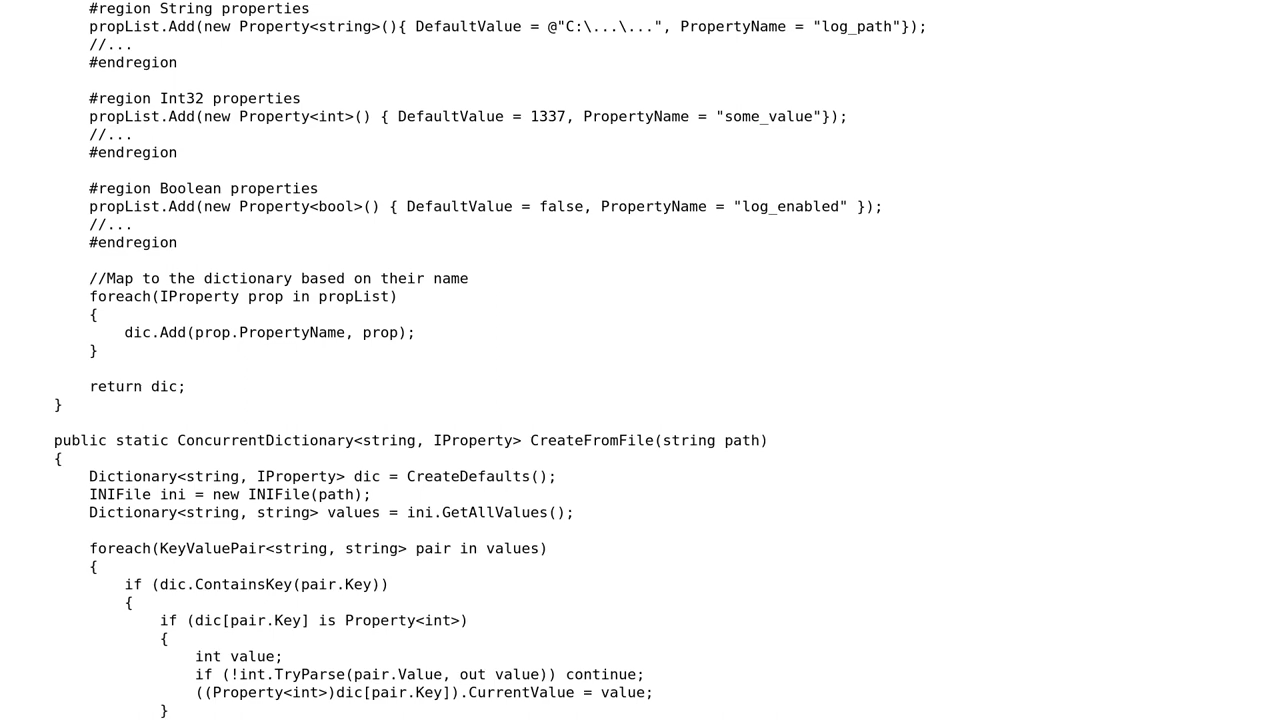 #region String properties
propList.Add(new Property<string>(){ DefaultValue = @"C:\...\...", PropertyName = "log_path"});
//...
#endregion

#region Int32 properties
propList.Add(new Property<int>() { DefaultValue = 1337, PropertyName = "some_value"});
//...
#endregion

#region Boolean properties
propList.Add(new Property<bool>() { DefaultValue = false, PropertyName = "log_enabled" });
//...
#endregion

//Map to the dictionary based on their name
foreach(IProperty prop in propList)
{
dic.Add(prop.PropertyName, prop);
}

return dic;
}

public static ConcurrentDictionary<string, IProperty> CreateFromFile(string path)
{
Dictionary<string, IProperty> dic = CreateDefaults();
INIFile ini = new INIFile(path);
Dictionary<string, string> values = ini.GetAllValues();

foreach(KeyValuePair<string, string> pair in values)
{
if (dic.ContainsKey(pair.Key))
{
if (dic[pair.Key] is Property<int>)
{
int value;
if (!int.TryParse(pair.Value, out value)) continue;
((Property<int>)dic[pair.Key]).CurrentValue = value;
}